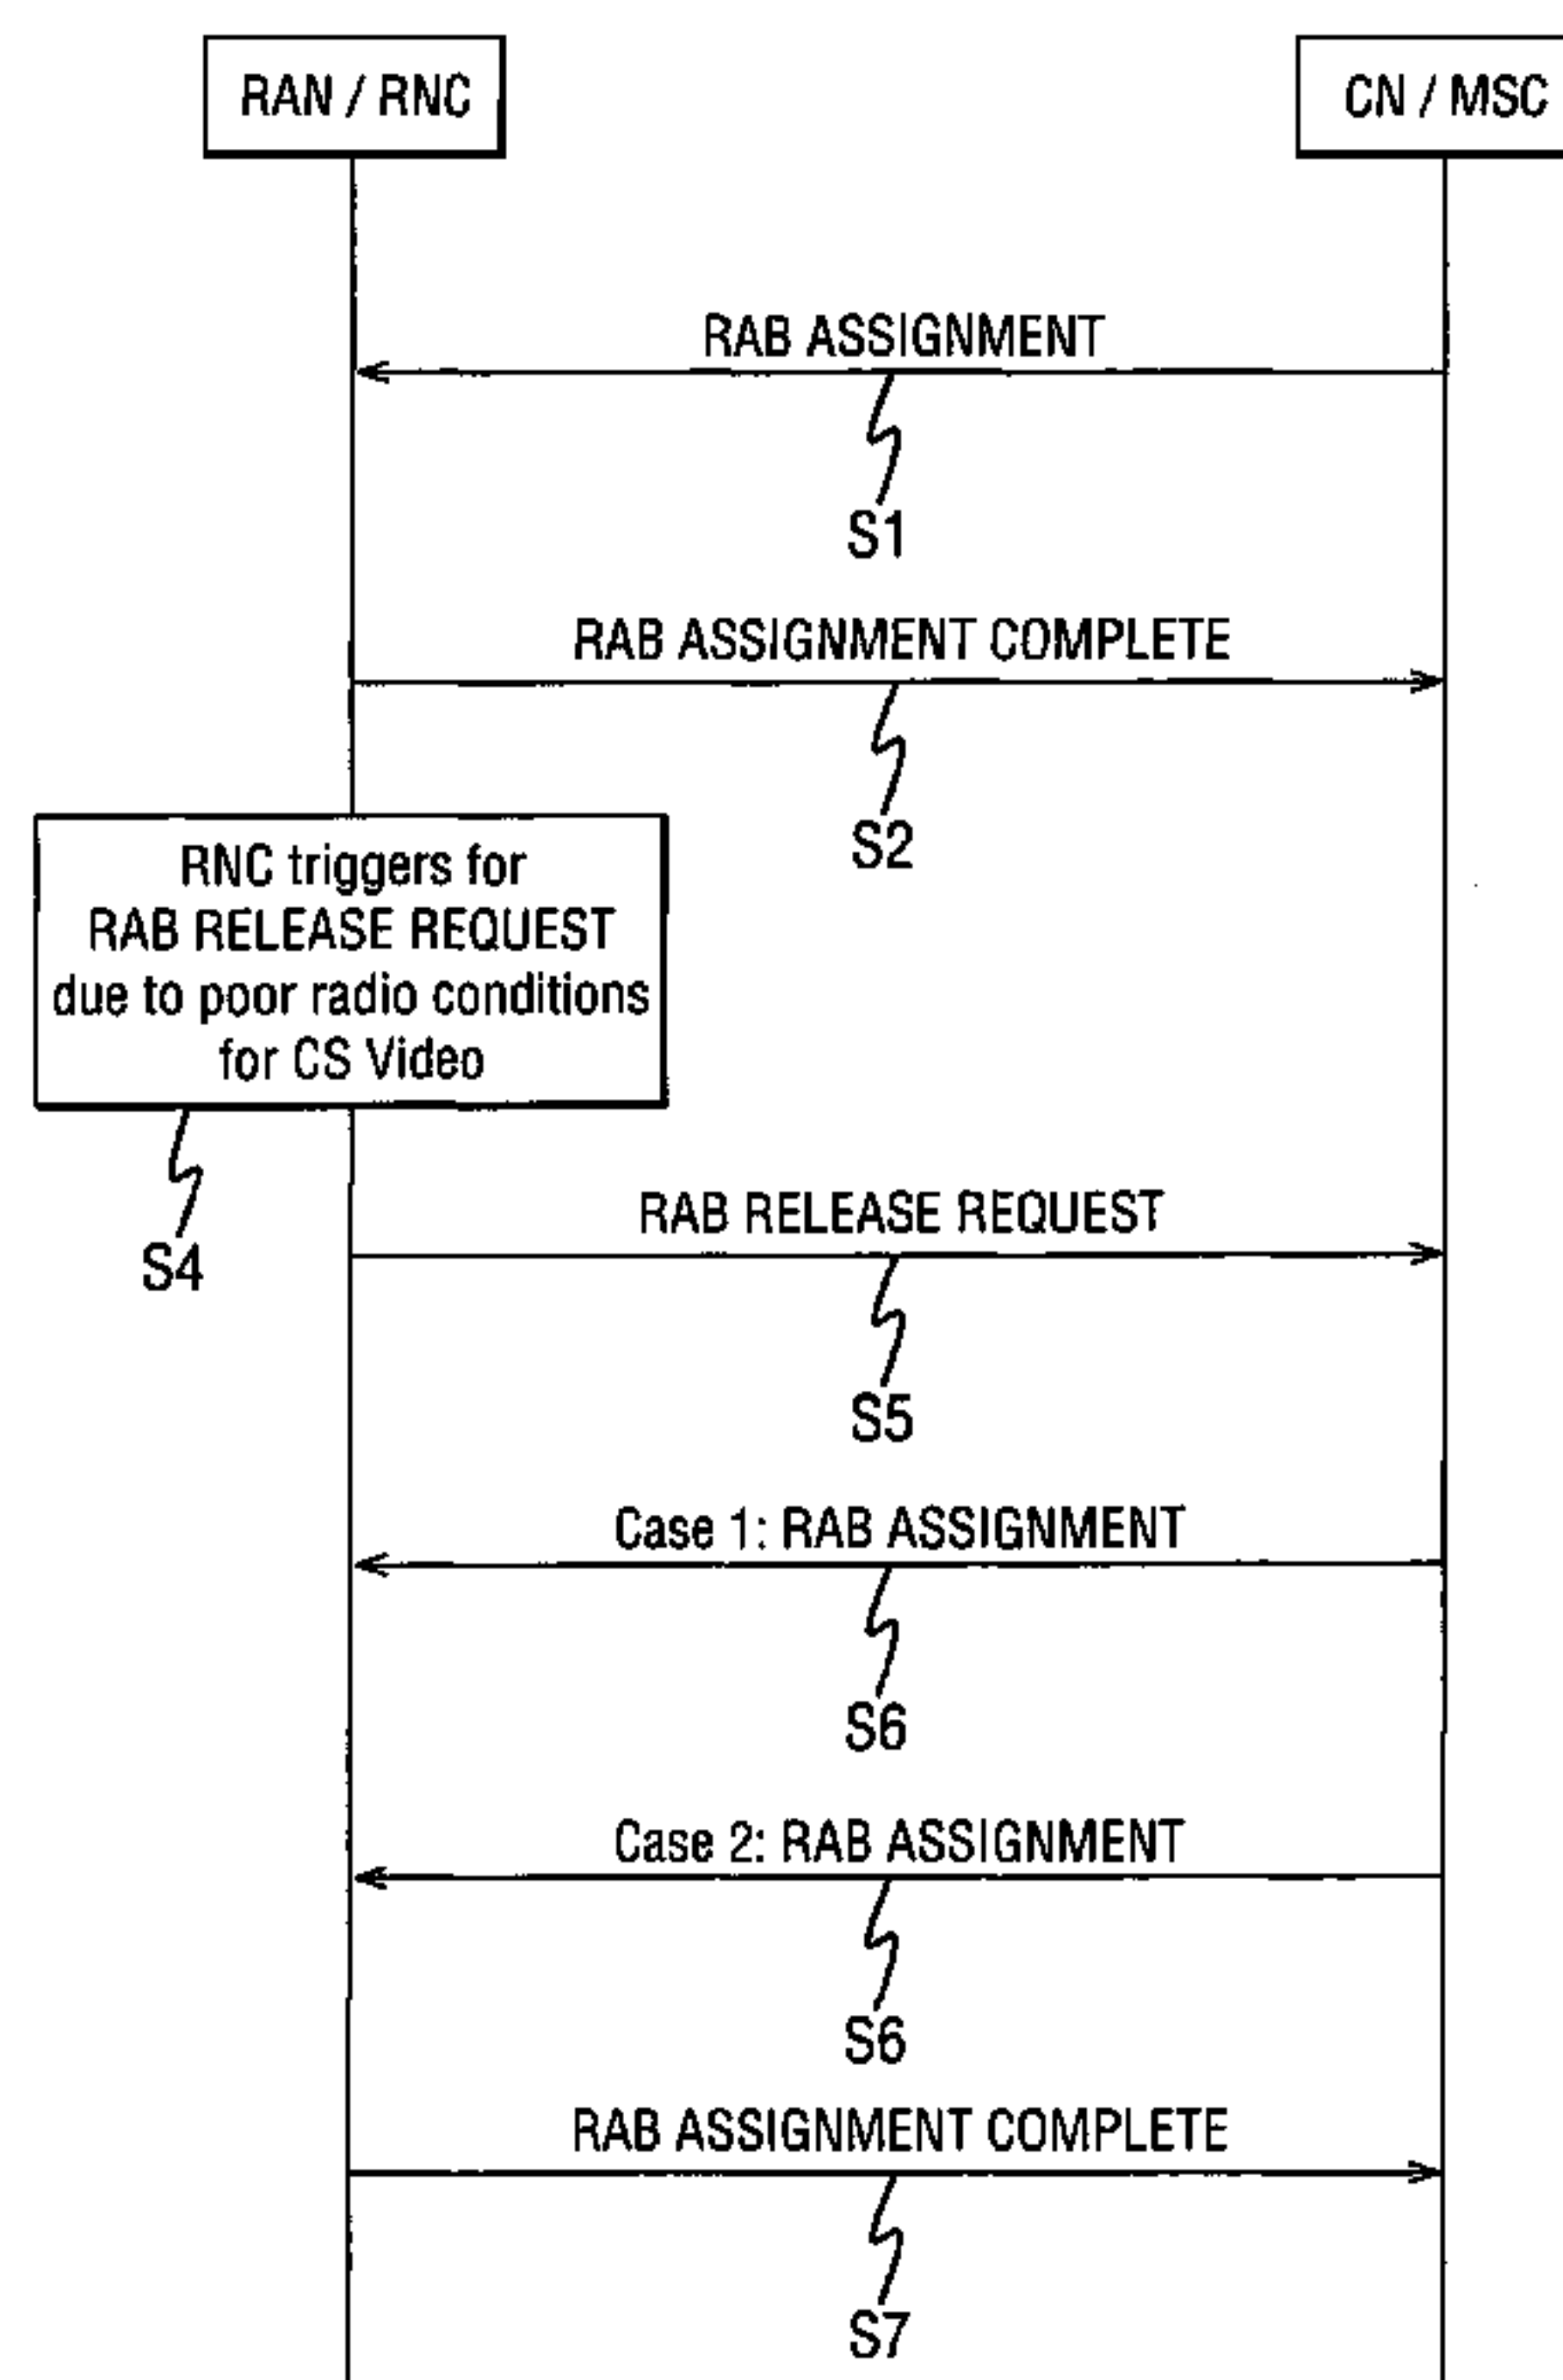 RAN / RNC
CN / MSC
RAB ASSIGNMENT
S1
RAB ASSIGNMENT COMPLETE
S2
RNC triggers for
RAB RELEASE REQUEST
due to poor radio conditions
for CS Video
S4
RAB RELEASE REQUEST
S5
Case 1: RAB ASSIGNMENT
S6
Case 2: RAB ASSIGNMENT
S6
RAB ASSIGNMENT COMPLETE
S7